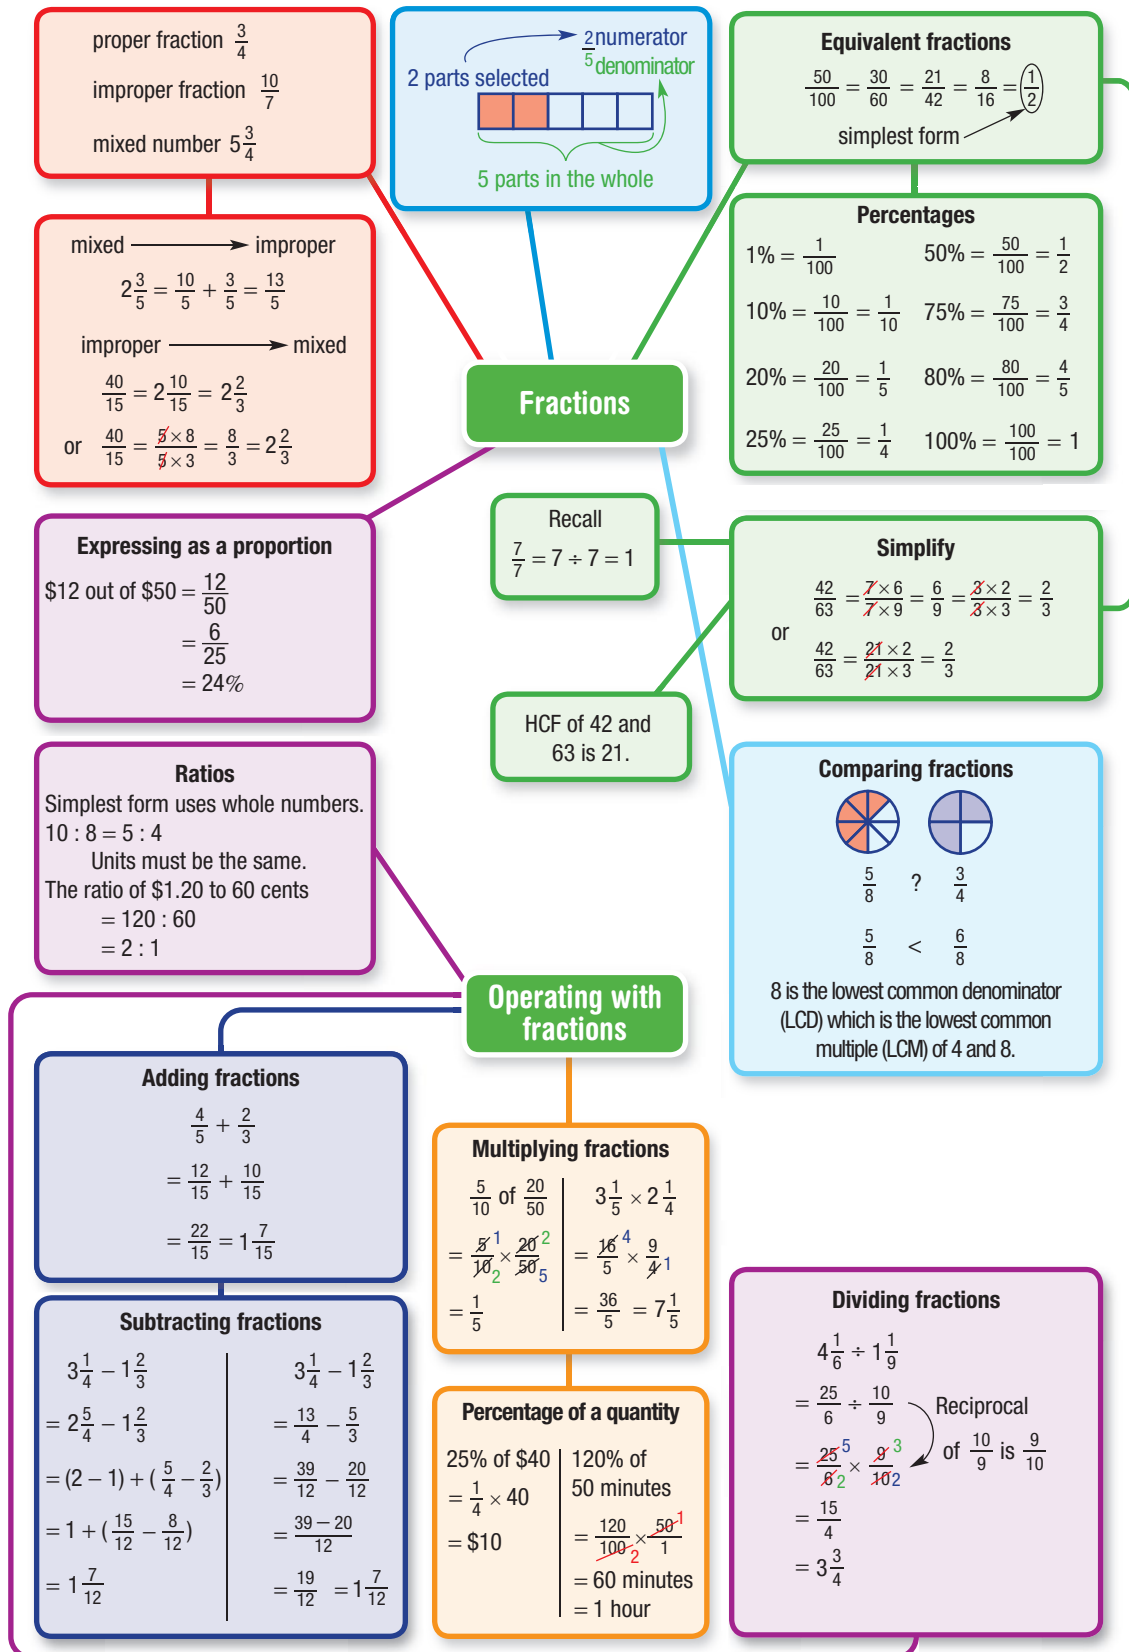 proper fraction 3/4
improper fraction 10/7
mixed number 5 3/4
2 parts selected
2/5 numerator
denominator
5 parts in the whole
Equivalent fractions
50/100 = 30/60 = 21/42 = 8/16 = 1/2
simplest form
mixed → improper
2 3/5 = 10/5 + 3/5 = 13/5
improper → mixed
40/15 = 2 10/15 = 2 2/3
or 40/15 = (5 × 8)/(5 × 3) = 8/3 = 2 2/3
Percentages
1% = 1/100
50% = 50/100 = 1/2
10% = 10/100 = 1/10
75% = 75/100 = 3/4
20% = 20/100 = 1/5
80% = 80/100 = 4/5
25% = 25/100 = 1/4
100% = 100/100 = 1
Fractions
Expressing as a proportion
$12 out of $50 = 12/50
= 6/25
= 24%
Recall
7/7 = 7 ÷ 7 = 1
Simplify
42/63 = (7 × 6)/(7 × 9) = 6/9 = (3 × 2)/(3 × 3) = 2/3
or
42/63 = (21 × 2)/(21 × 3) = 2/3
HCF of 42 and
63 is 21.
Ratios
Simplest form uses whole numbers.
10 : 8 = 5 : 4
Units must be the same.
The ratio of $1.20 to 60 cents
= 120 : 60
= 2 : 1
Comparing fractions
5/8 ? 3/4
5/8 < 6/8
8 is the lowest common denominator
(LCD) which is the lowest common
multiple (LCM) of 4 and 8.
Operating with
fractions
Adding fractions
4/5 + 2/3
= 12/15 + 10/15
= 22/15 = 1 7/15
Subtracting fractions
3 1/4 − 1 2/3
= 2 5/4 − 1 2/3
= (2 − 1) + (5/4 − 2/3)
= 1 + (15/12 − 8/12)
= 1 7/12
3 1/4 − 1 2/3
= 13/4 − 5/3
= 39/12 − 20/12
= (39 − 20)/12
= 19/12 = 1 7/12
Multiplying fractions
5/10 of 20/50
= 5 1/10 2 × 20 2/50 5
= 1/5
3 1/5 × 2 1/4
= 16 4/5 × 9/4 1
= 36/5 = 7 1/5
Percentage of a quantity
25% of $40
= 1/4 × 40
= $10
120% of
50 minutes
= 120/100 2 × 50 1/1
= 60 minutes
= 1 hour
Dividing fractions
4 1/6 ÷ 1 1/9
= 25/6 ÷ 10/9
= 25 5/6 2 × 9 3/10 2
= 15/4
= 3 3/4
Reciprocal
of 10/9 is 9/10